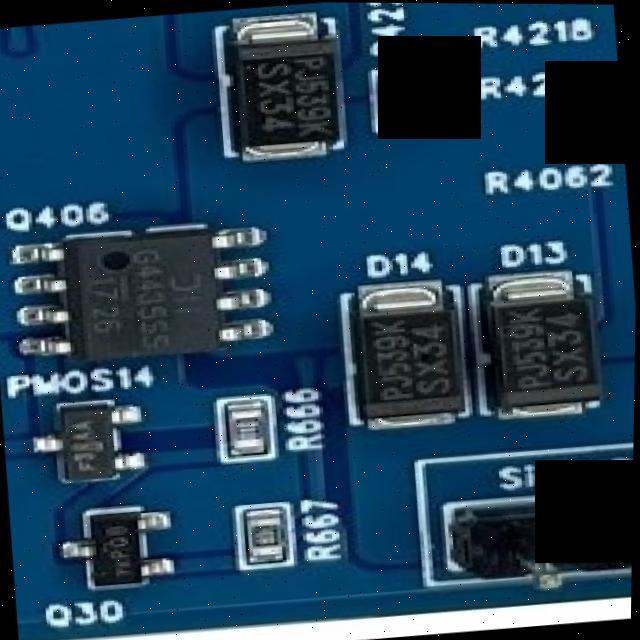 R4218
R42
PJ539K
SX34
R4062
Q406
D14
D13
PJ539K
SX34
PJ539K
SX34
PMOS14
R666
R667
Si
Q30